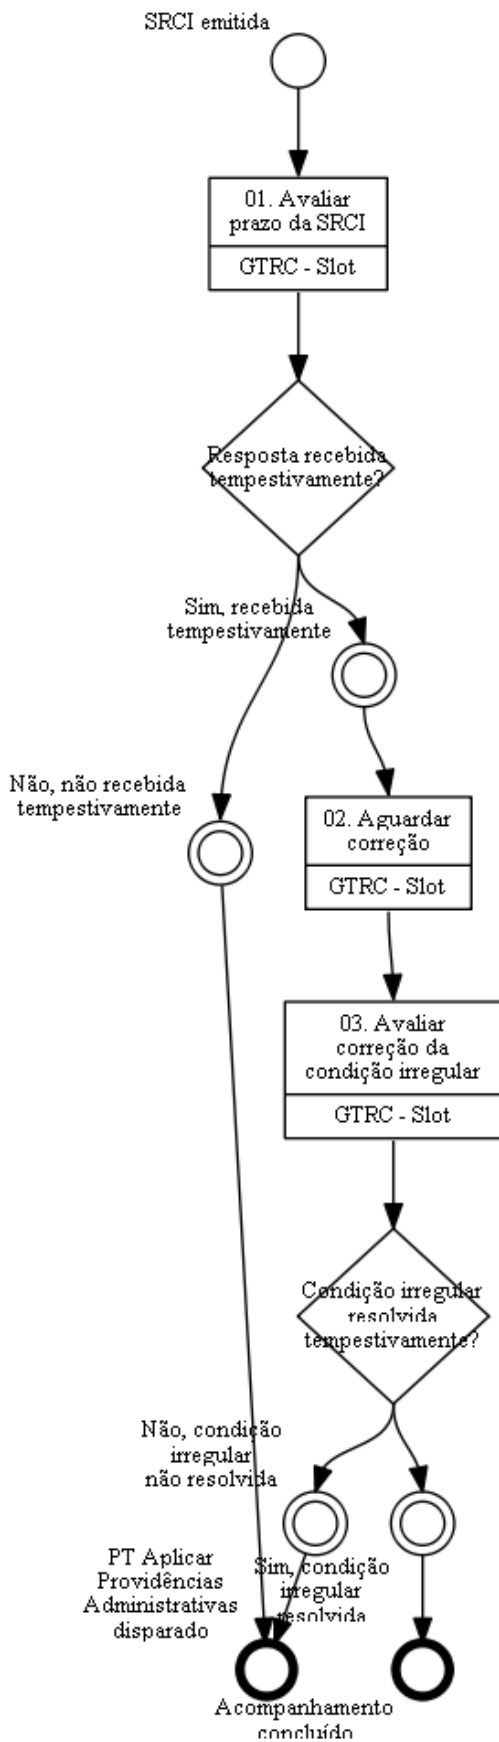 SRCI emitida
01. Avaliar
prazo da SRCI
GTRC - Slot
Resposta recebida
tempestivamente?
Sim, recebida
tempestivamente
Não, não recebida
tempestivamente
02. Aguardar
correção
GTRC - Slot
03. Avaliar
correção da
condição irregular
GTRC - Slot
Condição irregular
resolvida
tempestivamente?
Não, condição
irregular
não resolvida
Sim, condição
irregular
resolvida
PT Aplicar
Providências
Administrativas
disparado
Acompanhamento
concluído